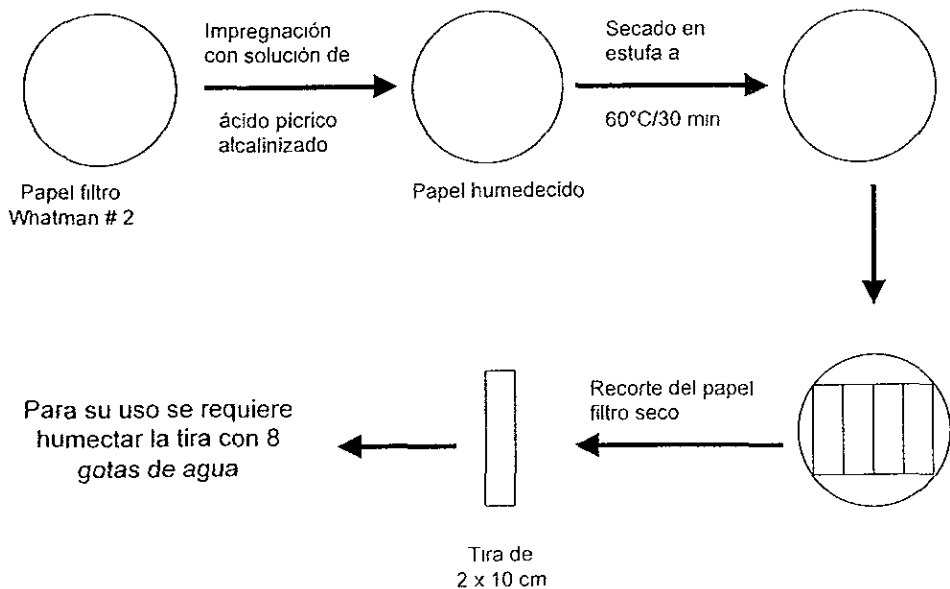 Impregnación
con solución de
ácido pícrico
alcalinizado
Secado en
estufa a
60°C/30 min
Papel filtro
Whatman # 2
Papel humedecido
Recorte del papel
filtro seco
Para su uso se requiere
humectar la tira con 8
gotas de agua
Tira de
2 x 10 cm